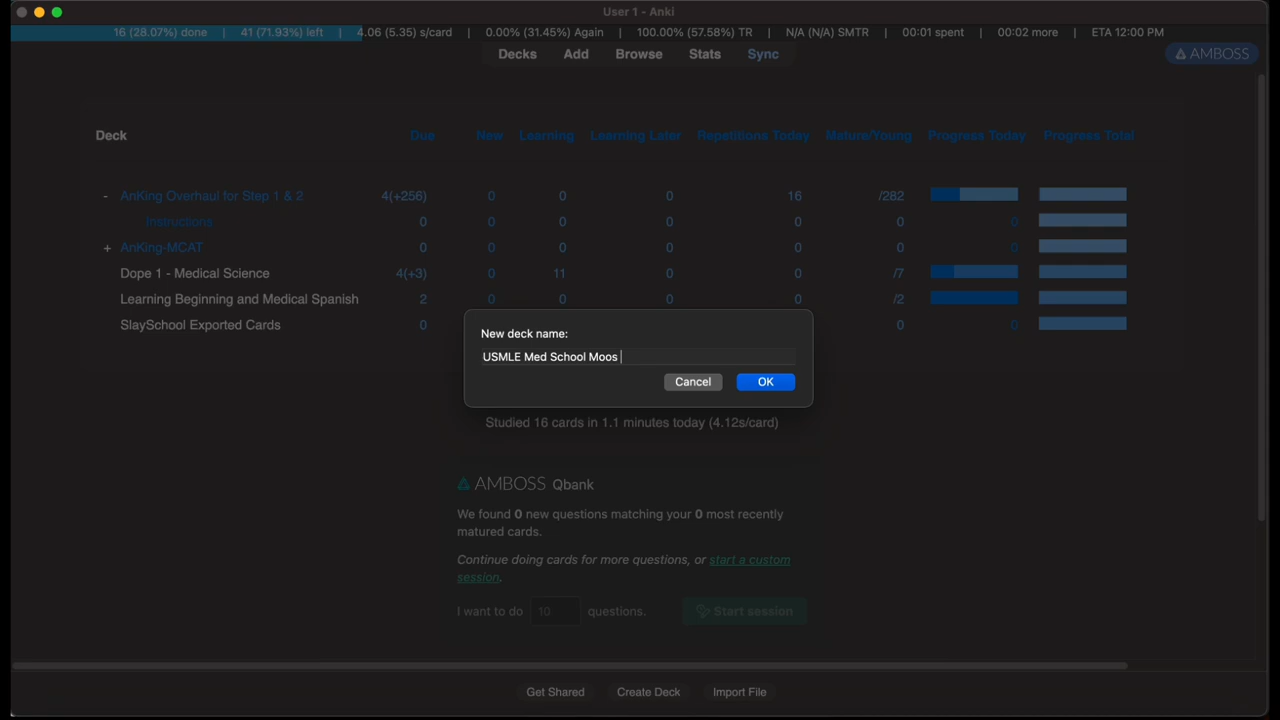 User 1 - Anki
16 (28.07%) done | 41 (71.93%) left | 4.06 (5.35) s/card | 0.00% (31.45%) Again | 100.00% (57.58%) TR | N/A (N/A) SMTR | 00:01 spent | 00:02 more | ETA 12:00 PM
Decks Add Browse Stats Sync AMBOSS
Deck Due New Learning Learning Later Repetitions Today Mature/Young Progress Today Progress Total
- AnKing Overhaul for Step 1 & 2 4(+256) 0 0 0 16 /282
Instructions 0 0 0 0 0 0 0
+ AnKing-MCAT 0 0 0 0 0 0 0
Dope 1 - Medical Science 4(+3) 0 11 0 0 /7
Learning Beginning and Medical Spanish 2 0 0 0 0 /2
SlaySchool Exported Cards 0 0 0
New deck name:
USMLE Med School Moos
Cancel OK
Studied 16 cards in 1.1 minutes today (4.12s/card)
AMBOSS Qbank
We found 0 new questions matching your 0 most recently
matured cards.
Continue doing cards for more questions, or start a custom
session.
I want to do 10 questions. Start session
Get Shared Create Deck Import File